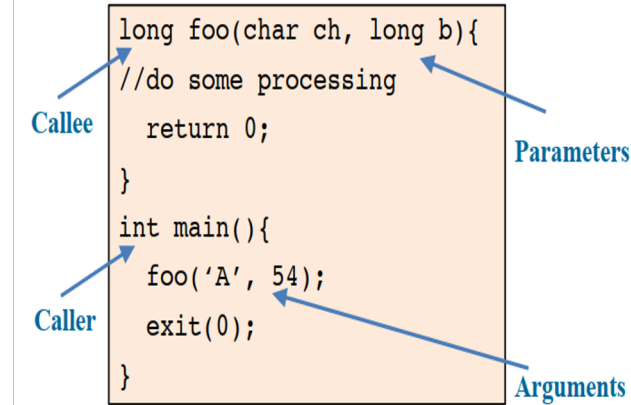 long foo(char ch, long b){
//do some processing
Callee
return 0;
Parameters
}
int main(){
foo(‘A’, 54);
Caller
exit(0);
}
Arguments